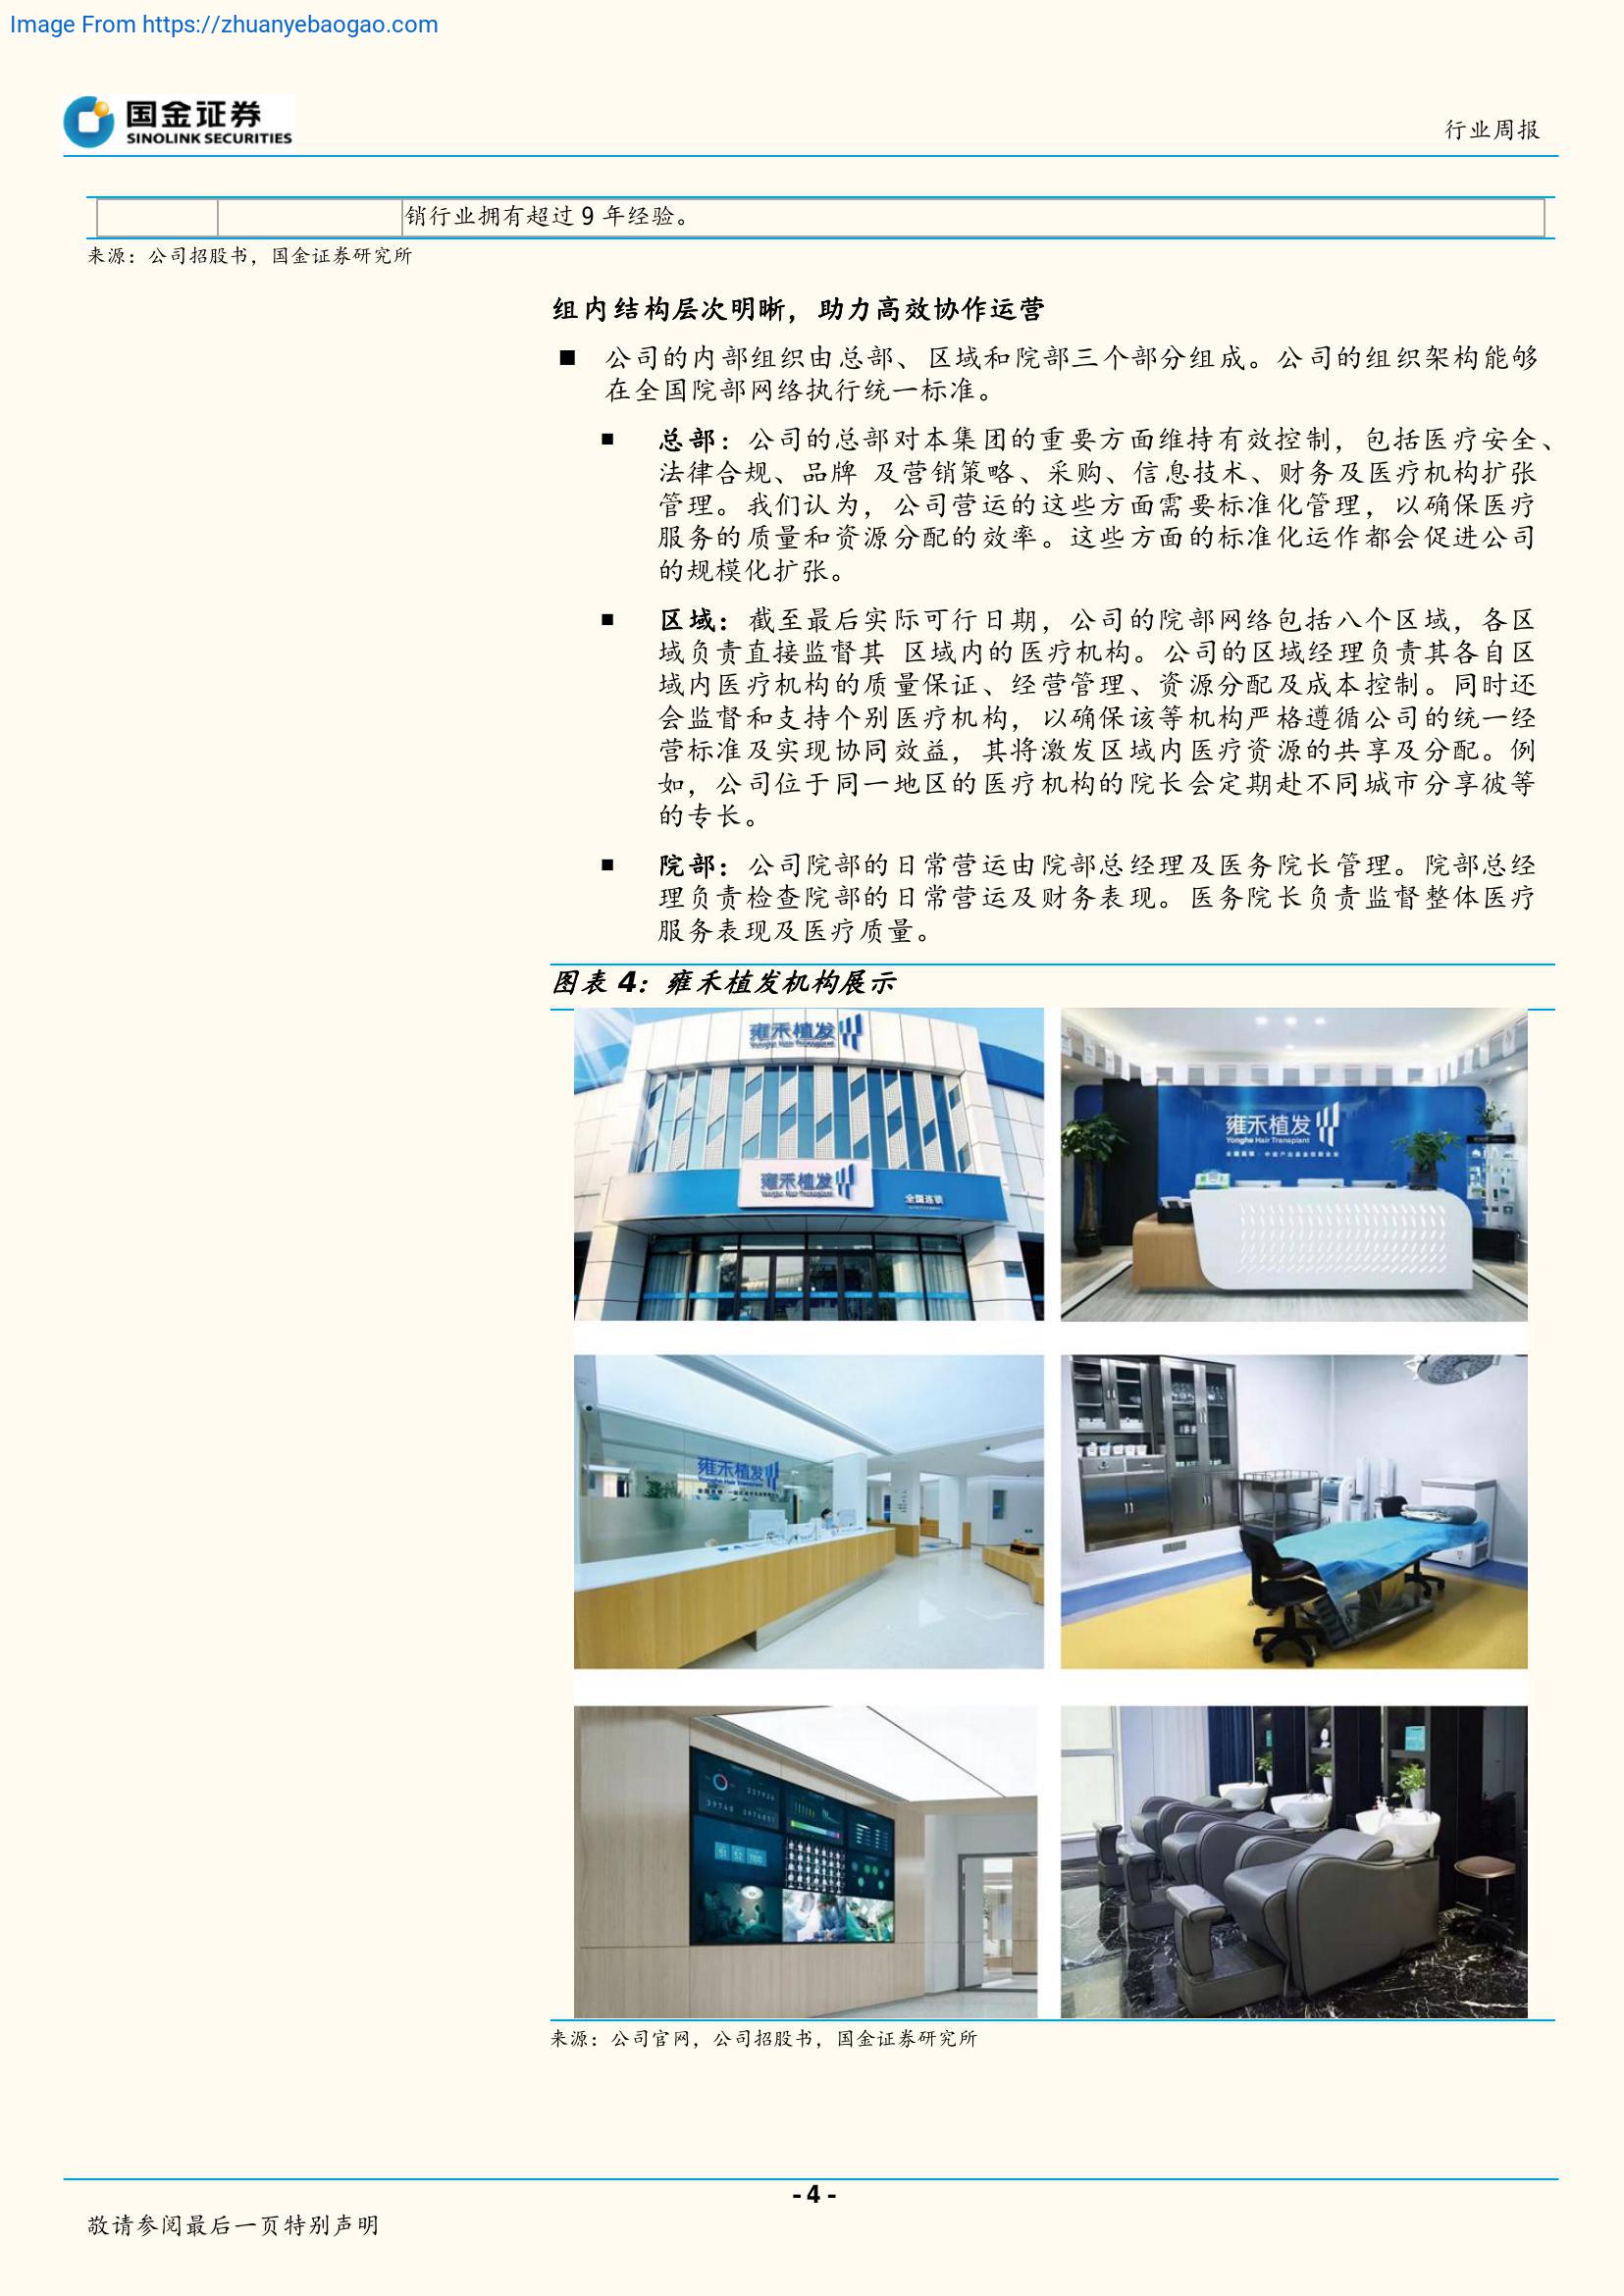 Image From https://zhuanyebaogao.com
国金证券
SINOLINK SECURITIES
行业周报
销行业拥有超过 9 年经验。
来源：公司招股书，国金证券研究所
组内结构层次明晰，助力高效协作运营
■ 公司的内部组织由总部、区域和院部三个部分组成。公司的组织架构能够
在全国院部网络执行统一标准。
■ 总部：公司的总部对本集团的重要方面维持有效控制，包括医疗安全、
法律合规、品牌 及营销策略、采购、信息技术、财务及医疗机构扩张
管理。我们认为，公司营运的这些方面需要标准化管理，以确保医疗
服务的质量和资源分配的效率。这些方面的标准化运作都会促进公司
的规模化扩张。
■ 区域：截至最后实际可行日期，公司的院部网络包括八个区域，各区
域负责直接监督其 区域内的医疗机构。公司的区域经理负责其各自区
域内医疗机构的质量保证、经营管理、资源分配及成本控制。同时还
会监督和支持个别医疗机构，以确保该等机构严格遵循公司的统一经
营标准及实现协同效益，其将激发区域内医疗资源的共享及分配。例
如，公司位于同一地区的医疗机构的院长会定期赴不同城市分享彼等
的专长。
■ 院部：公司院部的日常营运由院部总经理及医务院长管理。院部总经
理负责检查院部的日常营运及财务表现。医务院长负责监督整体医疗
服务表现及医疗质量。
图表 4：雍禾植发机构展示
雍禾植发
Yonghe Hair Transplant
雍禾植发
Yonghe Hair Transplant
全国连锁
雍禾植发
Yonghe Hair Transplant
雍禾植发
Yonghe Hair Transplant
来源：公司官网，公司招股书，国金证券研究所
- 4 -
敬请参阅最后一页特别声明